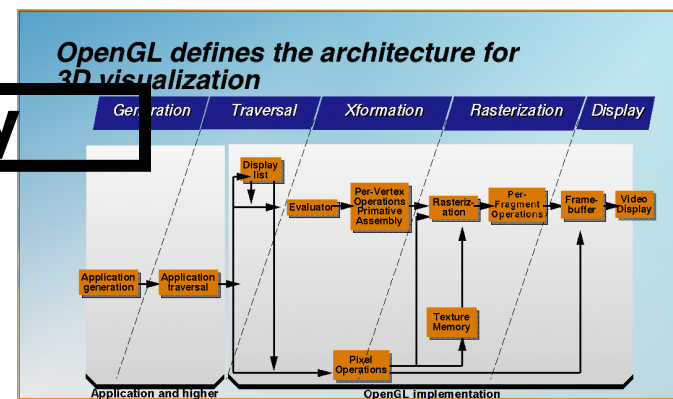 OpenGL defines the architecture for
3D visualization
Generation Traversal Xformation Rasterization Display
Display
list
Evaluator
Per-Vertex
Operations
Primative
Assembly
Rasteriz-
ation
Per-
Fragment
Operations
Frame-
buffer
Video
Display
Application
generation
Application
traversal
Texture
Memory
Pixel
Operations
Application and higher
OpenGL implementation